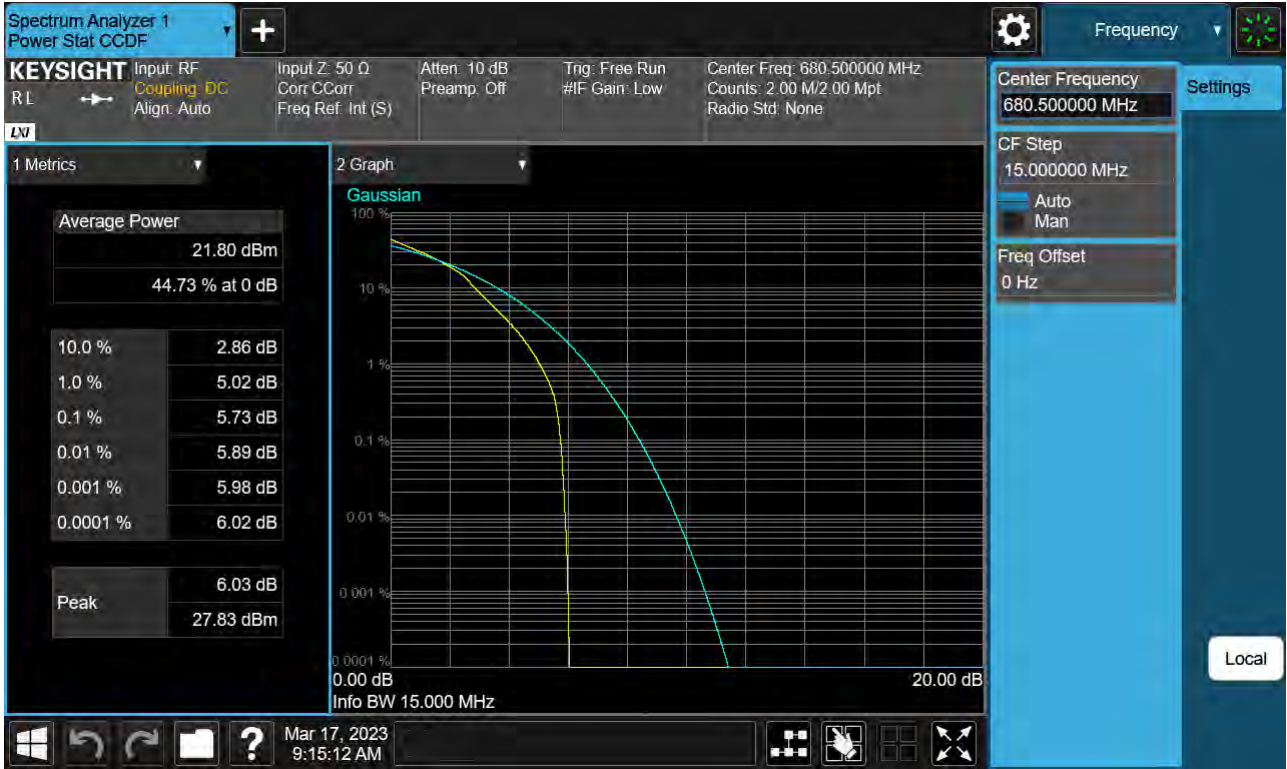 Spectrum Analyzer 1
Power Stat CCDF
Frequency
KEYSIGHT
R L
LXI
Input: RF
Coupling: DC
Align: Auto
Input Z: 50 Ω
Corr CCorr
Freq Ref: Int (S)
Atten: 10 dB
Preamp: Off
Trig: Free Run
#IF Gain: Low
Center Freq: 680.500000 MHz
Counts: 2.00 M/2.00 Mpt
Radio Std: None
Center Frequency
680.500000 MHz
Settings
CF Step
15.000000 MHz
Auto
Man
Freq Offset
0 Hz
Local
1 Metrics
Average Power
21.80 dBm
44.73 % at 0 dB
10.0 % 2.86 dB
1.0 % 5.02 dB
0.1 % 5.73 dB
0.01 % 5.89 dB
0.001 % 5.98 dB
0.0001 % 6.02 dB
Peak
6.03 dB
27.83 dBm
2 Graph
Gaussian
100 %
10 %
1 %
0.1 %
0.01 %
0.001 %
0.0001 %
0.00 dB 20.00 dB
Info BW 15.000 MHz
?
Mar 17, 2023
9:15:12 AM